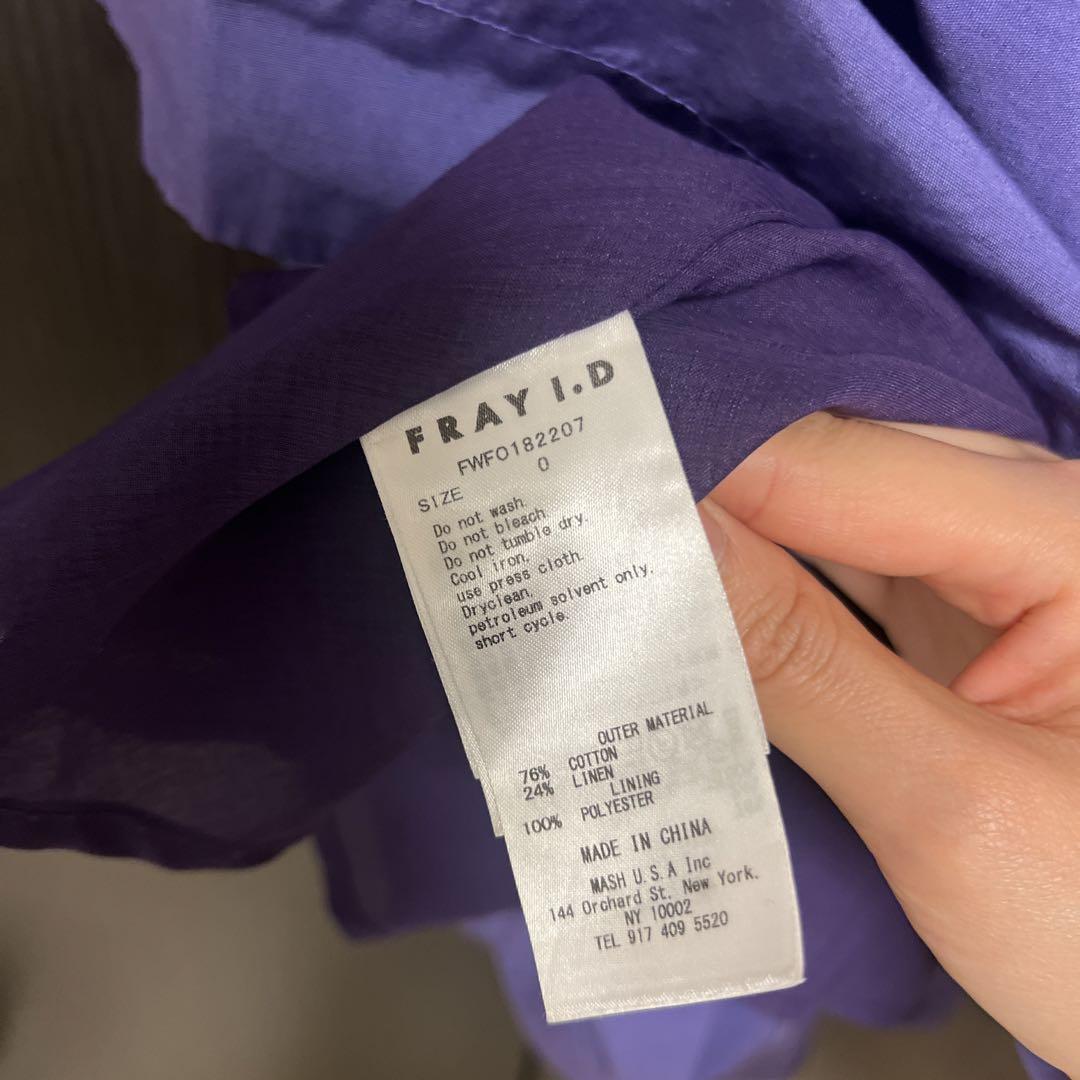 FRAY I.D
FWFO182207
SIZE 0
Do not wash.
Do not bleach.
Do not tumble dry.
Cool iron.
use press cloth.
Dryclean.
petroleum solvent only.
short cycle.
OUTER MATERIAL
76% COTTON
24% LINEN
LINING
100% POLYESTER
MADE IN CHINA
MASH U.S.A Inc
144 Orchard St. New York.
NY 10002
TEL 917 409 5520